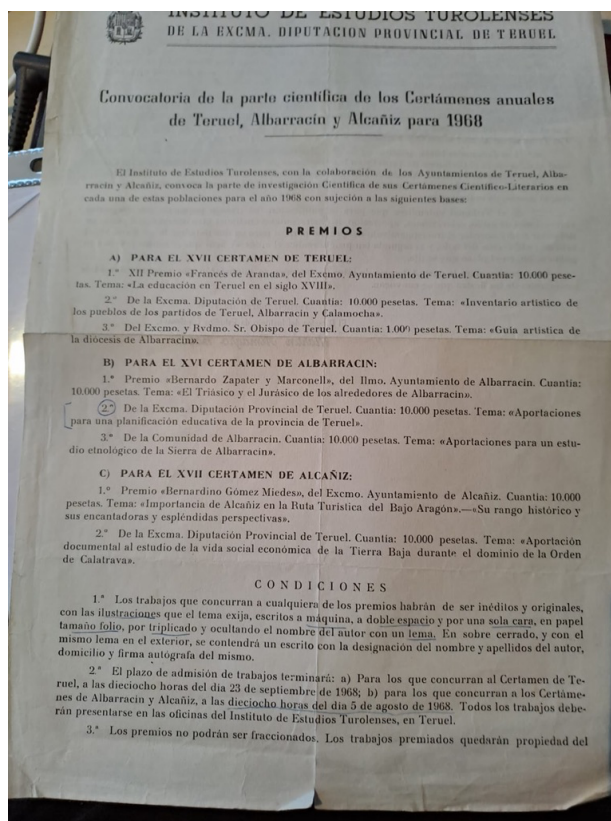 INSTITUTO DE ESTUDIOS TUROLENSES
DE LA EXCMA. DIPUTACION PROVINCIAL DE TERUEL
Convocatoria de la parte científica de los Certámenes anuales
de Teruel, Albarracín y Alcañiz para 1968
El Instituto de Estudios Turolenses, con la colaboración de los Ayuntamientos de Teruel, Alba-
rracín y Alcañiz, convoca la parte de investigación Científica de sus Certámenes Científico-Literarios en
cada una de estas poblaciones para el año 1968 con sujeción a las siguientes bases:
PREMIOS
A) PARA EL XVII CERTAMEN DE TERUEL:
1.º XII Premio «Francés de Aranda», del Excmo. Ayuntamiento de Teruel. Cuantía: 10.000 pese-
tas. Tema: «La educación en Teruel en el siglo XVIII».
2.º De la Excma. Diputación de Teruel. Cuantía: 10.000 pesetas. Tema: «Inventario artístico de
los pueblos de los partidos de Teruel, Albarracín y Calamocha».
3.º Del Excmo. y Rvdmo. Sr. Obispo de Teruel. Cuantía: 1.000 pesetas. Tema: «Guía artística de
la diócesis de Albarracín».
B) PARA EL XVI CERTAMEN DE ALBARRACIN:
1.º Premio «Bernardo Zapater y Marconell», del Ilmo. Ayuntamiento de Albarracín. Cuantía:
10.000 pesetas. Tema: «El Triásico y el Jurásico de los alrededores de Albarracín».
2.º De la Excma. Diputación Provincial de Teruel. Cuantía: 10.000 pesetas. Tema: «Aportaciones
para una planificación educativa de la provincia de Teruel».
3.º De la Comunidad de Albarracín. Cuantía: 10.000 pesetas. Tema: «Aportaciones para un estu-
dio etnológico de la Sierra de Albarracín».
C) PARA EL XVII CERTAMEN DE ALCAÑIZ:
1.º Premio «Bernardino Gómez Miedes», del Excmo. Ayuntamiento de Alcañiz. Cuantía: 10.000
pesetas. Tema: «Importancia de Alcañiz en la Ruta Turística del Bajo Aragón».—«Su rango histórico y
sus encantadoras y espléndidas perspectivas».
2.º De la Excma. Diputación Provincial de Teruel. Cuantía: 10.000 pesetas. Tema: «Aportación
documental al estudio de la vida social económica de la Tierra Baja durante el dominio de la Orden
de Calatrava».
CONDICIONES
1.ª Los trabajos que concurran a cualquiera de los premios habrán de ser inéditos y originales,
con las ilustraciones que el tema exija, escritos a máquina, a doble espacio y por una sola cara, en papel
tamaño folio, por triplicado y ocultando el nombre del autor con un lema. En sobre cerrado, y con el
mismo lema en el exterior, se contendrá un escrito con la designación del nombre y apellidos del autor,
domicilio y firma autógrafa del mismo.
2.ª El plazo de admisión de trabajos terminará: a) Para los que concurran al Certamen de Te-
ruel, a las dieciocho horas del día 23 de septiembre de 1968; b) para los que concurran a los Certáme-
nes de Albarracín y Alcañiz, a las dieciocho horas del día 5 de agosto de 1968. Todos los trabajos debe-
rán presentarse en las oficinas del Instituto de Estudios Turolenses, en Teruel.
3.ª Los premios no podrán ser fraccionados. Los trabajos premiados quedarán propiedad del